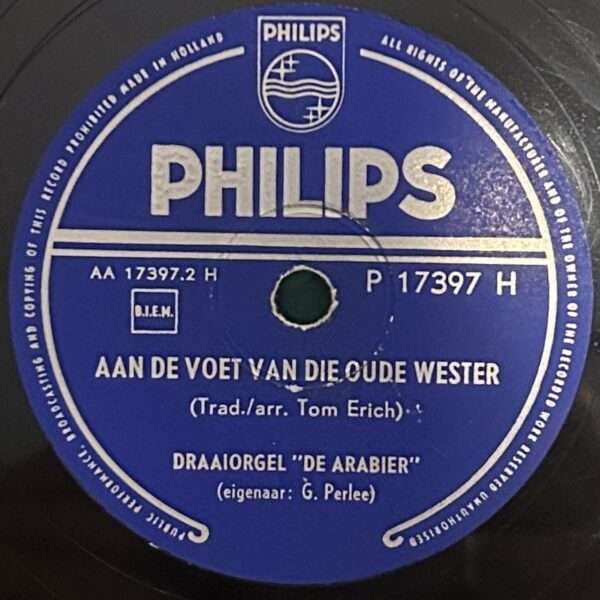 PHILIPS
PHILIPS
AA 17397.2 H
P 17397 H
B.I.E.M.
AAN DE VOET VAN DIE OUDE WESTER
(Trad./arr. Tom Erich)
DRAAIORGEL "DE ARABIER"
(eigenaar: G. Perlee)
ALL RIGHTS OF THE MANUFACTURER AND OF THE OWNER OF THE RECORDED WORK RESERVED UNAUTHORISED
PUBLIC PERFORMANCE, BROADCASTING AND COPYING OF THIS RECORD PROHIBITED MADE IN HOLLAND